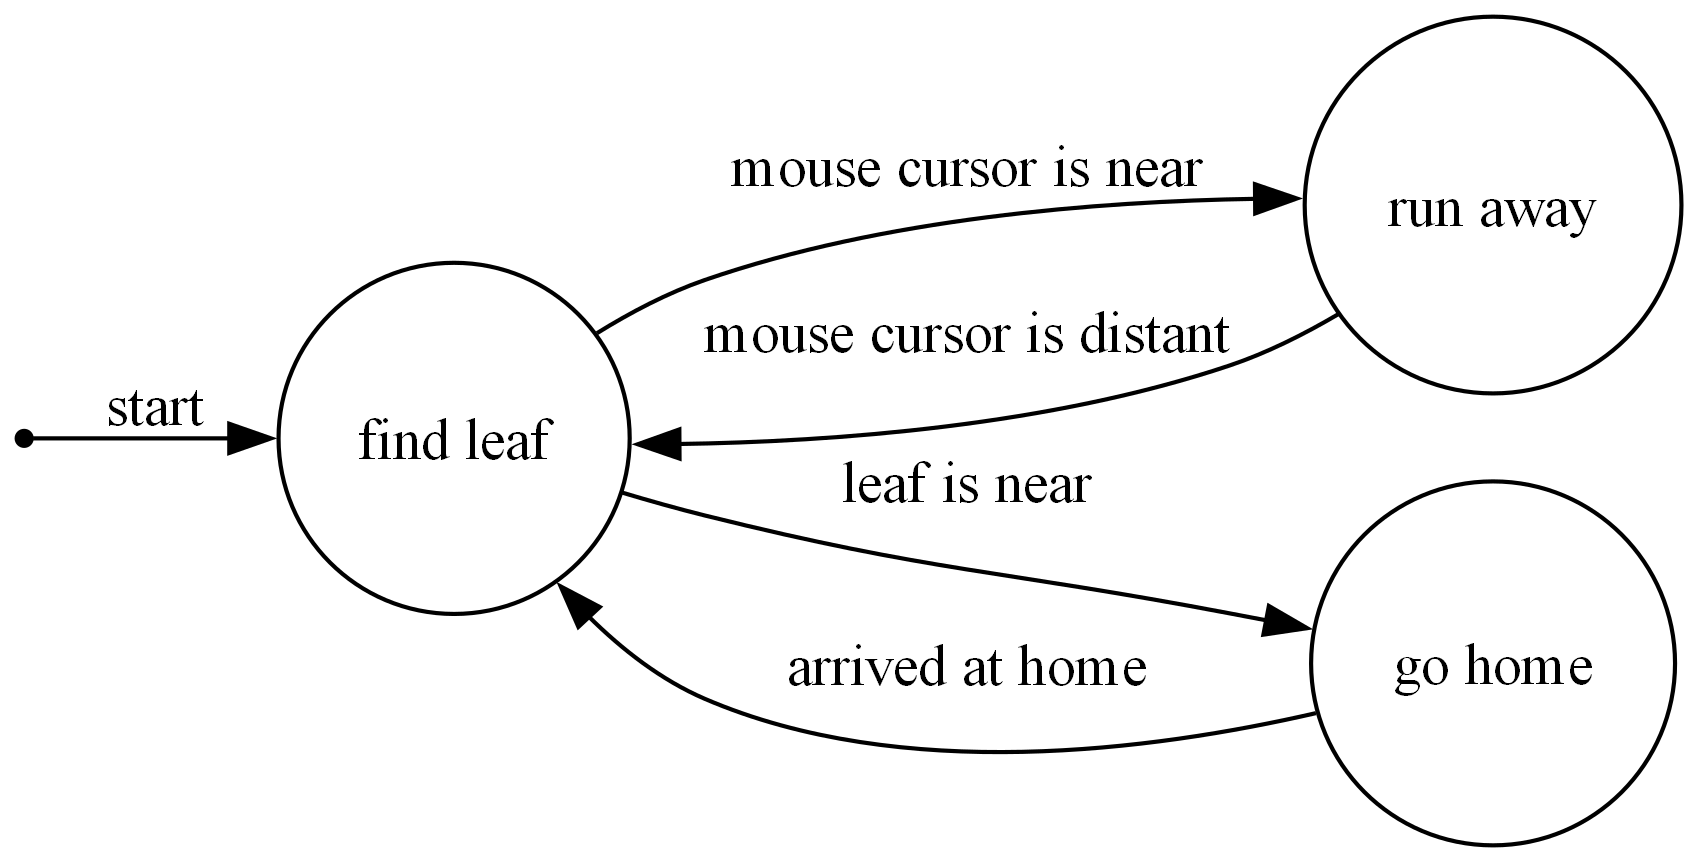 mouse cursor is near
run away
mouse cursor is distant
start
find leaf
leaf is near
arrived at home
go home